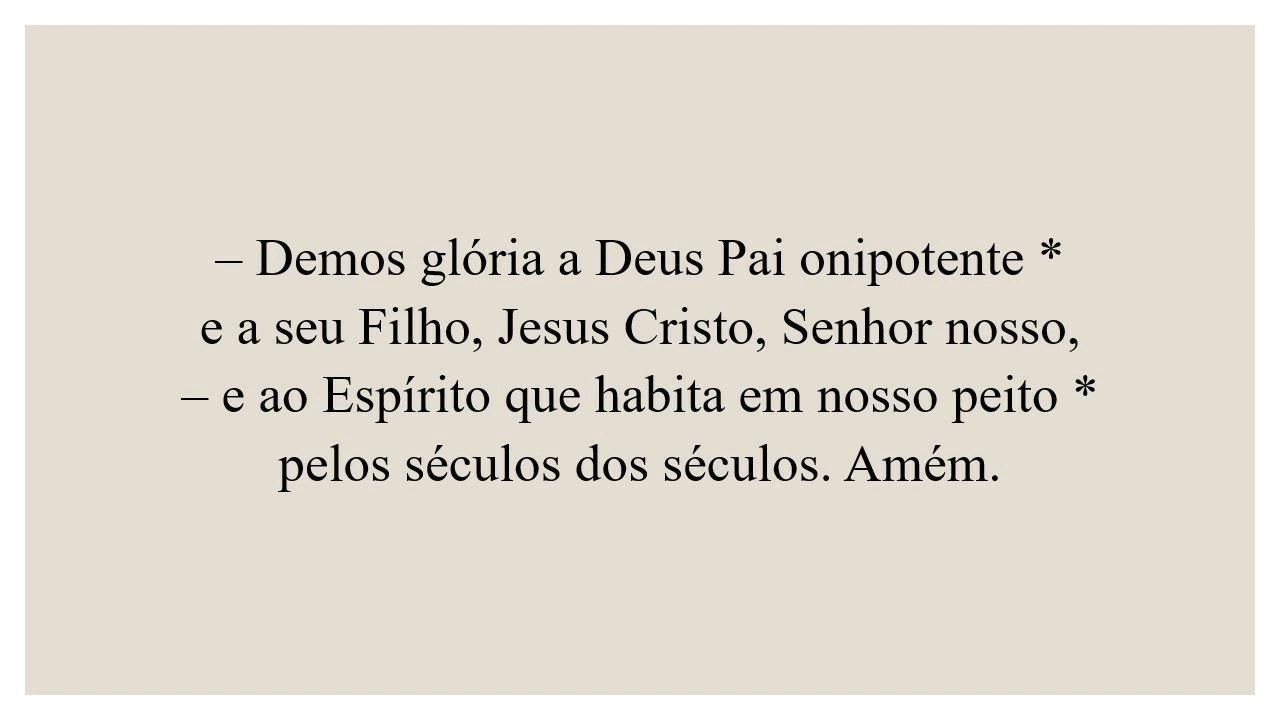 – Demos glória a Deus Pai onipotente *
e a seu Filho, Jesus Cristo, Senhor nosso,
– e ao Espírito que habita em nosso peito *
pelos séculos dos séculos. Amém.